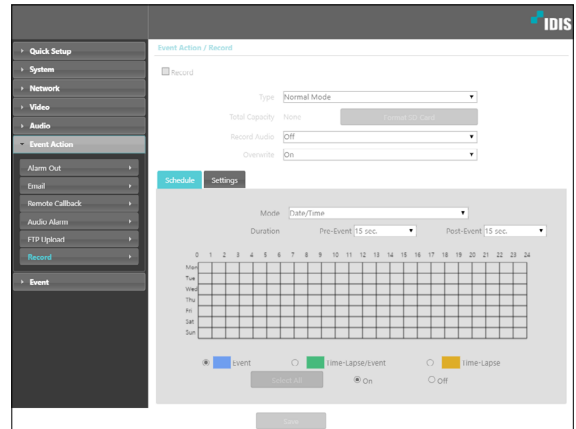 IDIS
Quick Setup
System
Network
Video
Audio
Event Action
Alarm Out
Email
Remote Callback
Audio Alarm
FTP Upload
Record
Event
Event Action / Record
Record
Type Normal Mode
Total Capacity None Format SD Card
Record Audio Off
Overwrite On
Schedule Settings
Mode Date/Time
Duration Pre-Event 15 sec. Post-Event 15 sec.
0 1 2 3 4 5 6 7 8 9 10 11 12 13 14 15 16 17 18 19 20 21 22 23 24
Mon
Tue
Wed
Thu
Fri
Sat
Sun
Event Time-Lapse/Event Time-Lapse
Select All On Off
Save